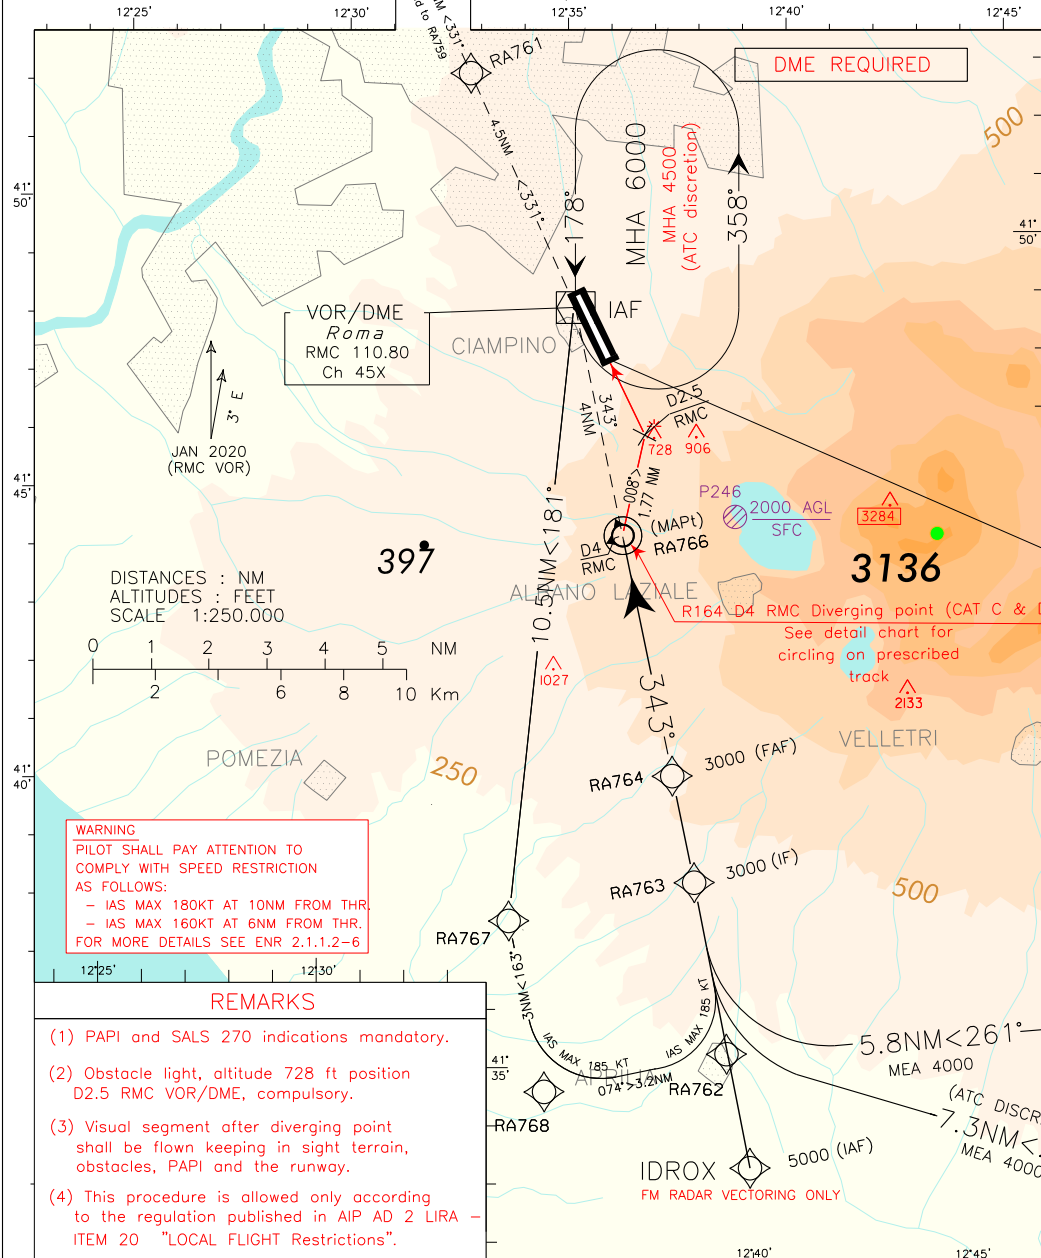 12°25'
12°30'
12°35'
12°40'
12°45'
NM <331°
d to RA759
RA761
DME REQUIRED
500
4.5NM <331°
MHA 6000
MHA 4500
(ATC discretion)
178°
358°
41°
50'
41°
50'
VOR/DME
Roma
RMC 110.80
Ch 45X
IAF
CIAMPINO
3° E
JAN 2020
(RMC VOR)
343°
4NM
D2.5
RMC
728
906
41°
45'
008°>
1.77 NM
P246
2000 AGL
SFC
3284
10.5NM<181°
(MAPt)
RA766
D4
RMC
397
3136
DISTANCES : NM
ALTITUDES : FEET
SCALE 1:250.000
ALBANO LAZIALE
R164 D4 RMC Diverging point (CAT C & D
See detail chart for
circling on prescribed
track
0 1 2 3 4 5 NM
2 6 8 10 Km
1027
2133
343°
VELLETRI
POMEZIA
250
41°
40'
RA764
3000 (FAF)
WARNING
PILOT SHALL PAY ATTENTION TO
COMPLY WITH SPEED RESTRICTION
AS FOLLOWS:
– IAS MAX 180KT AT 10NM FROM THR.
– IAS MAX 160KT AT 6NM FROM THR.
FOR MORE DETAILS SEE ENR 2.1.1.2–6
RA763
3000 (IF)
500
RA767
12°25'
12°30'
3NM<163°
IAS MAX 185 KT
IAS MAX 185 KT
074°>3.2NM
APRILIA
RA762
5.8NM<261°
MEA 4000
41°
35'
RA768
(ATC DISCR
7.3NM<
MEA 4000
IDROX
5000 (IAF)
FM RADAR VECTORING ONLY
REMARKS
(1) PAPI and SALS 270 indications mandatory.
(2) Obstacle light, altitude 728 ft position
D2.5 RMC VOR/DME, compulsory.
(3) Visual segment after diverging point
shall be flown keeping in sight terrain,
obstacles, PAPI and the runway.
(4) This procedure is allowed only according
to the regulation published in AIP AD 2 LIRA –
ITEM 20 "LOCAL FLIGHT Restrictions".
12°40'
12°45'